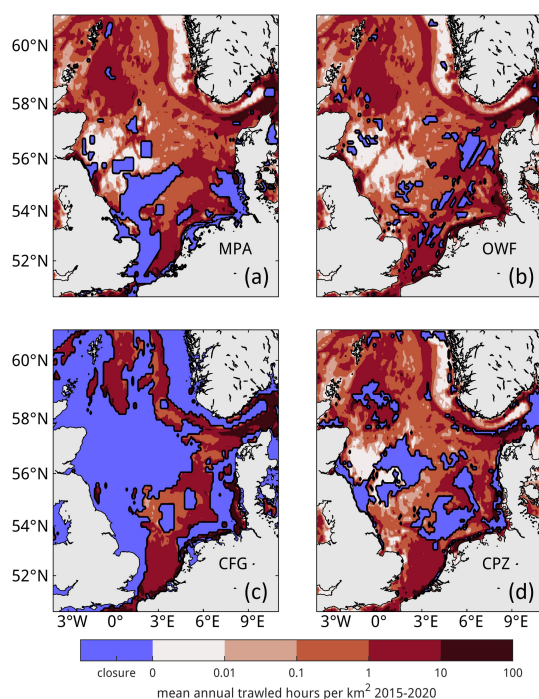 60°N
58°N
56°N
54°N
52°N
MPA
(a)
OWF
(b)
60°N
58°N
56°N
54°N
52°N
CFG
(c)
CPZ
(d)
3°W 0° 3°E 6°E 9°E 3°W 0° 3°E 6°E 9°E
closure 0 0.01 0.1 1 10 100
mean annual trawled hours per km² 2015-2020